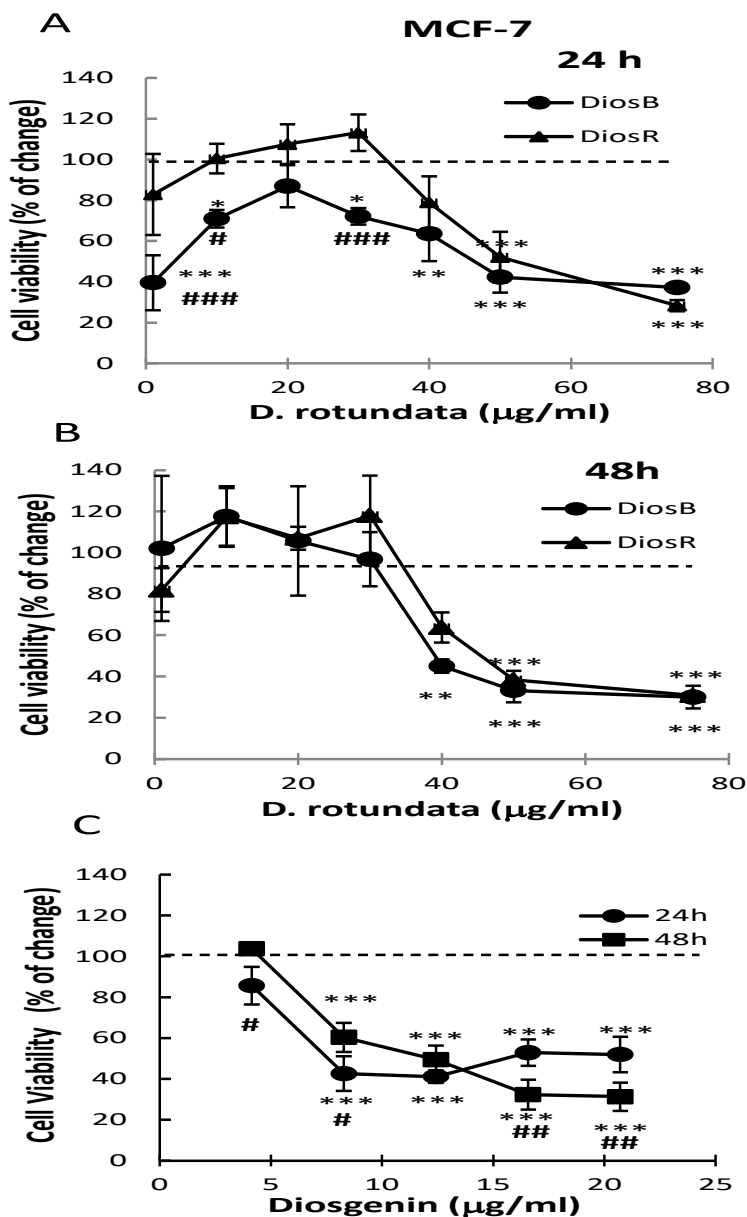 A
MCF-7
24 h
DiosB
DiosR
Cell viability (% of change)
140
120
100
80
60
40
20
0
* *
# ###
*** *** ***
### ** *** ***
0 20 40 60 80
D. rotundata (µg/ml)
B
48h
DiosB
DiosR
Cell viability (% of change)
140
120
100
80
60
40
20
0
*** ***
** *** ***
0 20 40 60 80
D. rotundata (µg/ml)
C
24h
48h
Cell Viability (% of change)
140
120
100
80
60
40
20
0
***
# *** *** ***
*** *** *** ***
# ## ##
0 5 10 15 20 25
Diosgenin (µg/ml)